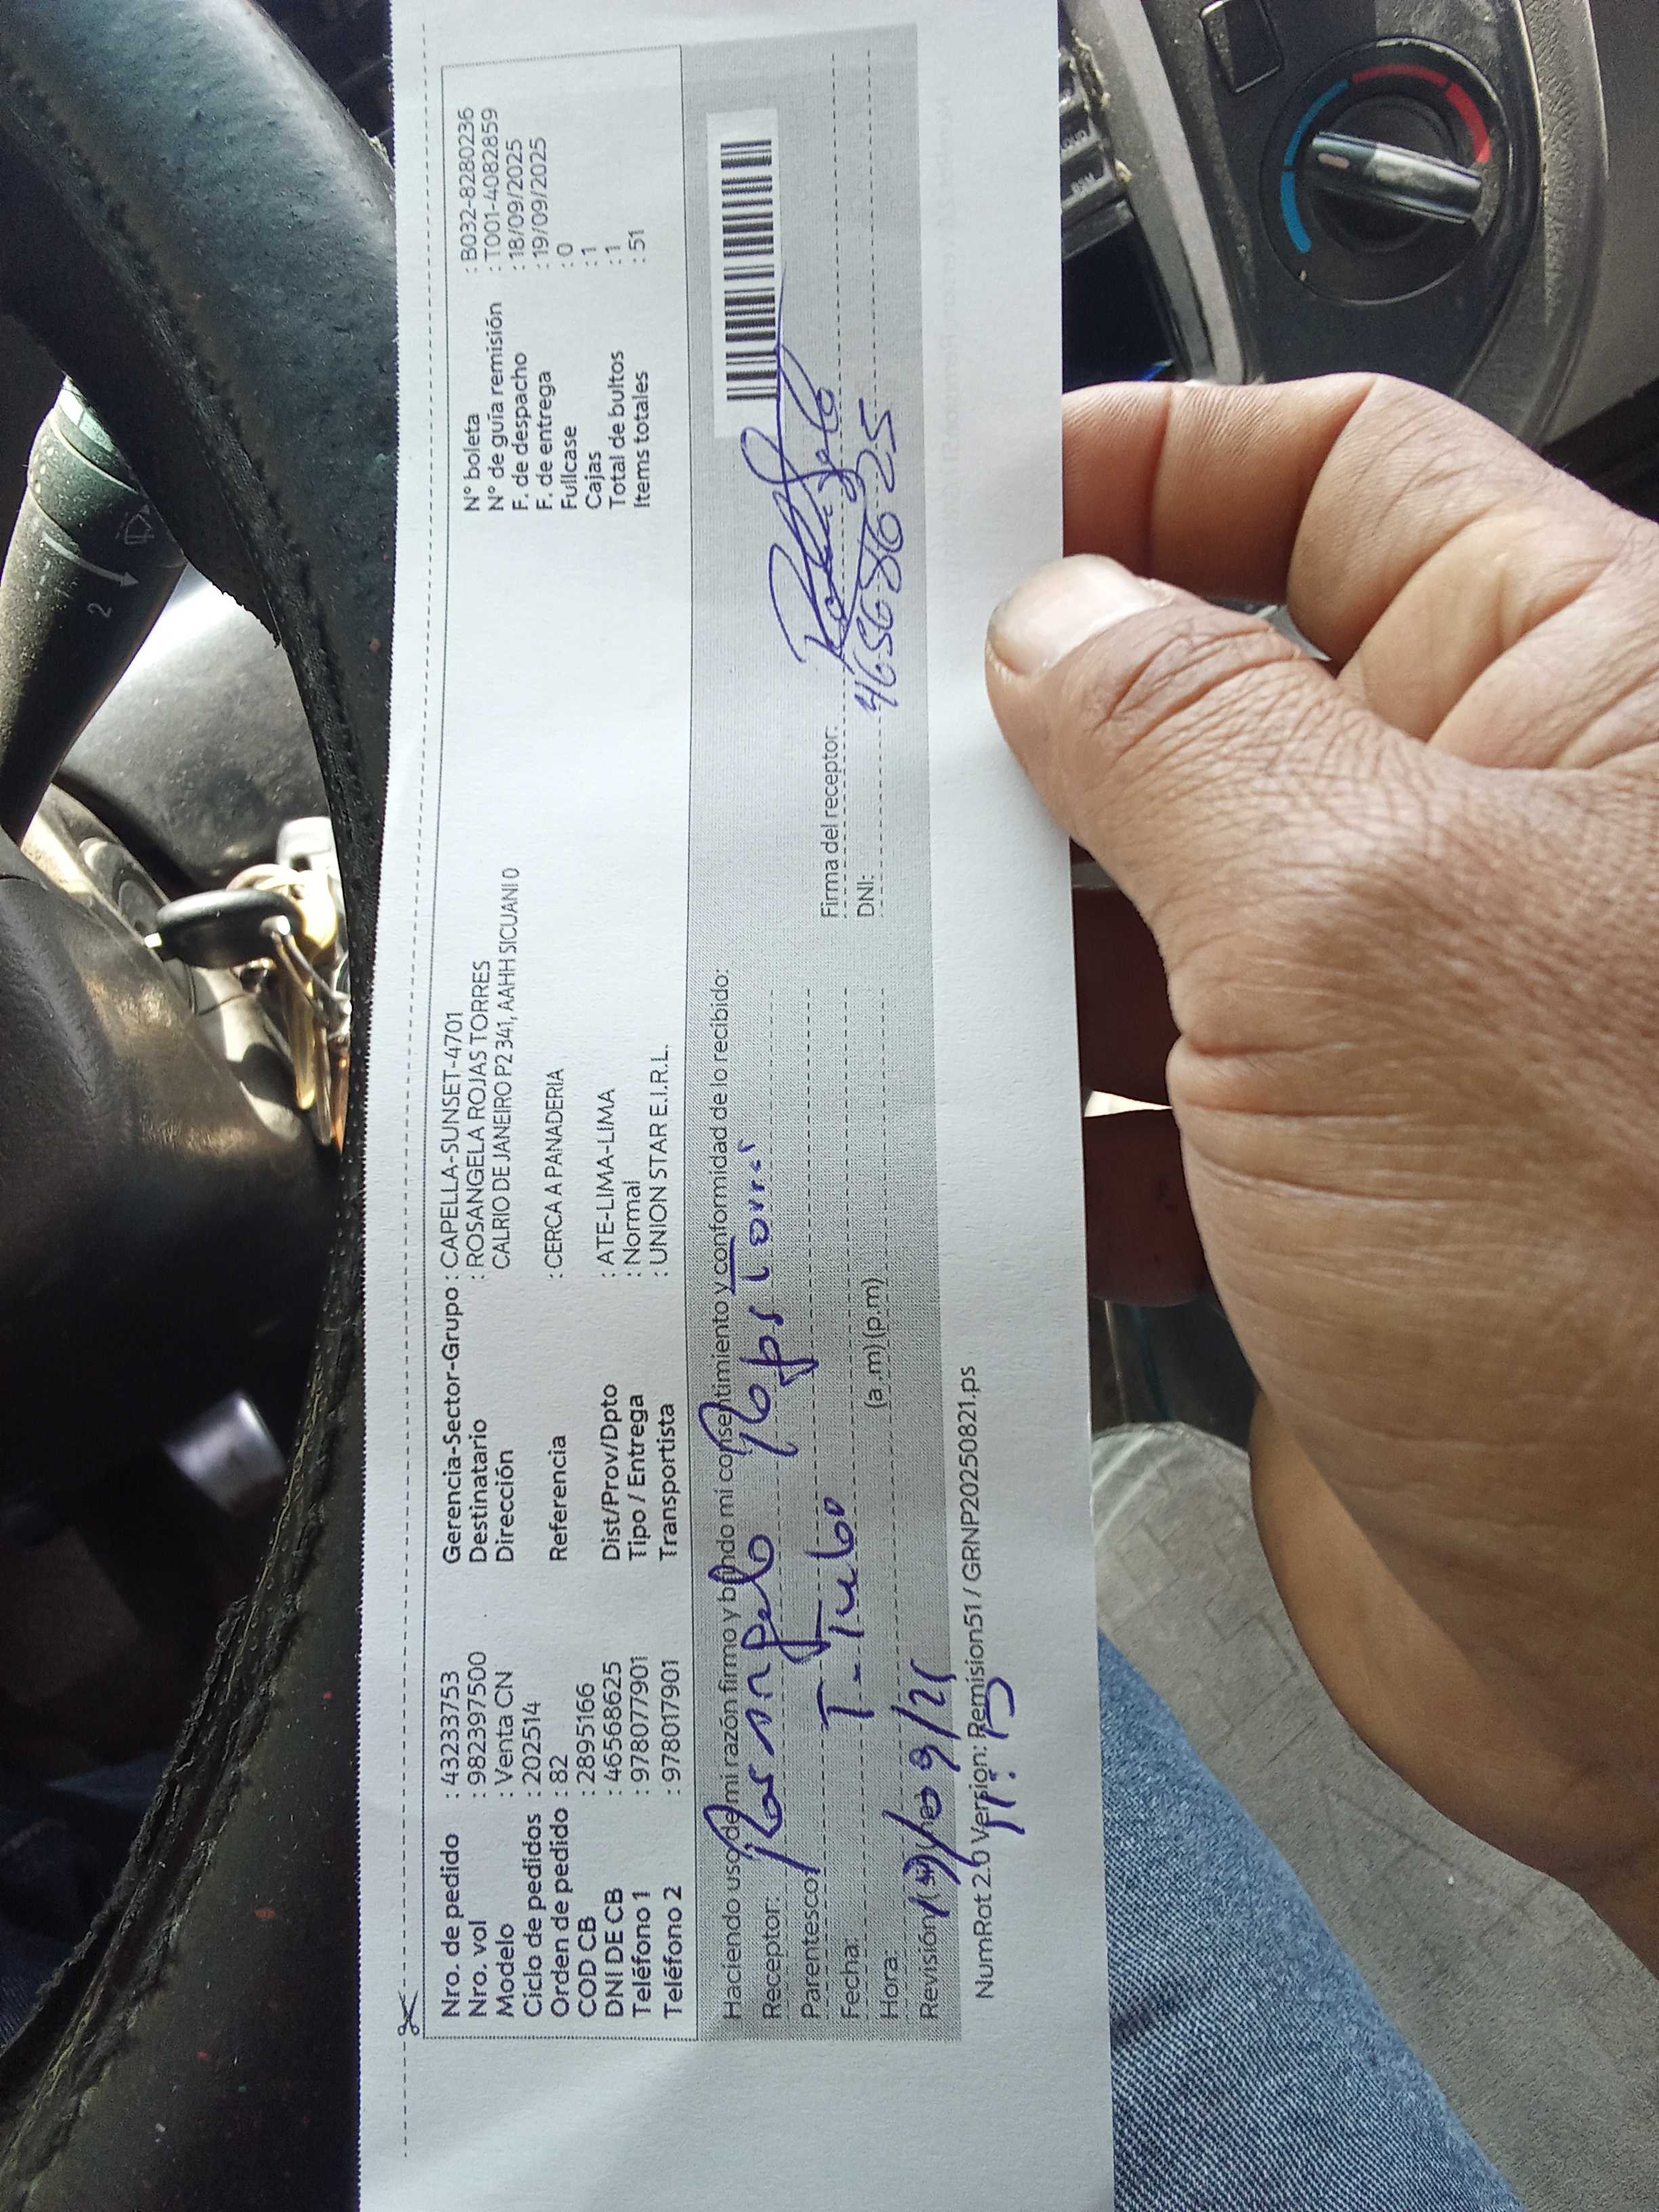 Nro. de pedido : 43233753
Nro. vol : 982397500
Modelo : Venta CN
Ciclo de pedidos : 202514
Orden de pedido : 82
COD CB : 2895166
DNI DE CB : 46568625
Teléfono 1 : 978077901
Teléfono 2 : 978017901
Gerencia-Sector-Grupo : CAPELLA-SUNSET-4701
Destinatario : ROSANGELA ROJAS TORRES
Dirección CALRIO DE JANEIRO P2 341, AAHH SICUANI 0
Referencia : CERCA A PANADERIA
Dist/Prov/Dpto : ATE-LIMA-LIMA
Tipo / Entrega : Normal
Transportista : UNION STAR E.I.R.L.
N° boleta : B032-8280236
N° de guía remisión : T001-4082859
F. de despacho : 18/09/2025
F. de entrega : 19/09/2025
Fullcase : 0
Cajas : 1
Total de bultos : 1
Items totales : 51
Haciendo uso de mi razón firmo y brindo mi consentimiento y conformidad de lo recibido:
Receptor: Rosangela Rojas Torres
Parentesco: T-Tulo
Fecha:
Hora: (a .m) (p.m)
Revisión
Firma del receptor:
DNI: 46568625
NumRot 2.0 Version: Remision51 / GRNP20250821.ps
2